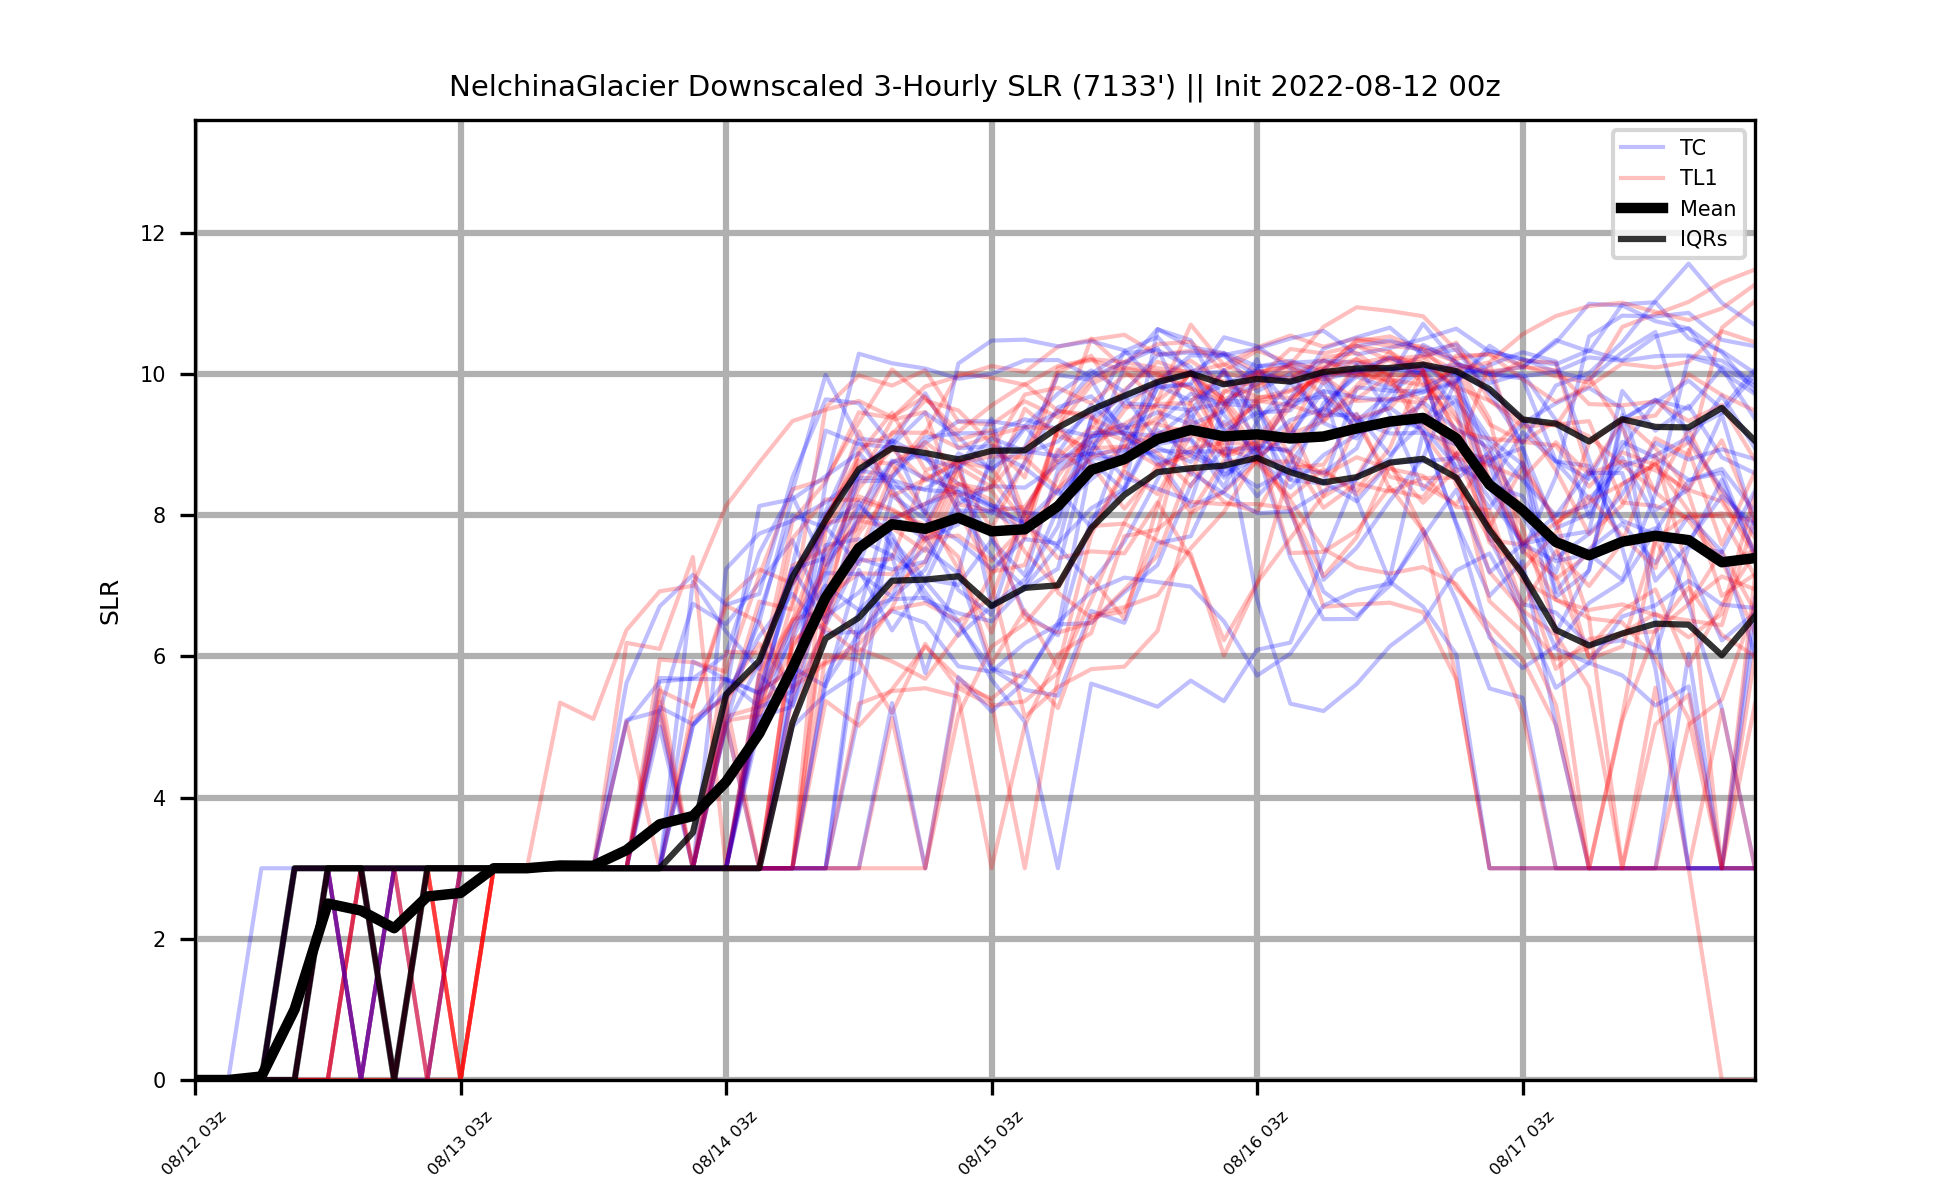 NelchinaGlacier Downscaled 3-Hourly SLR (7133') || Init 2022-08-12 00z
TC
TL1
Mean
IQRs
SLR
12
10
8
6
4
2
0
08/12 03z
08/13 03z
08/14 03z
08/15 03z
08/16 03z
08/17 03z